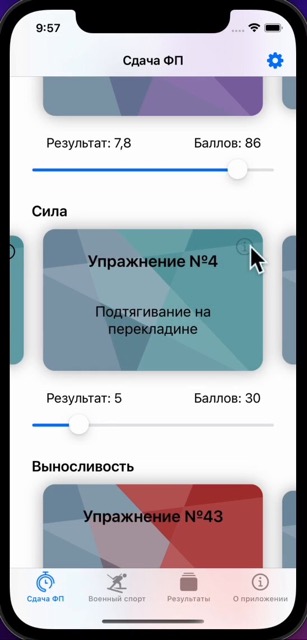 9:57
Сдача ФП
Результат: 7,8 Баллов: 86
Сила
Упражнение №4
Подтягивание на
перекладине
Результат: 5 Баллов: 30
Выносливость
Упражнение №43
Сдача ФП Военный спорт Результаты О приложении